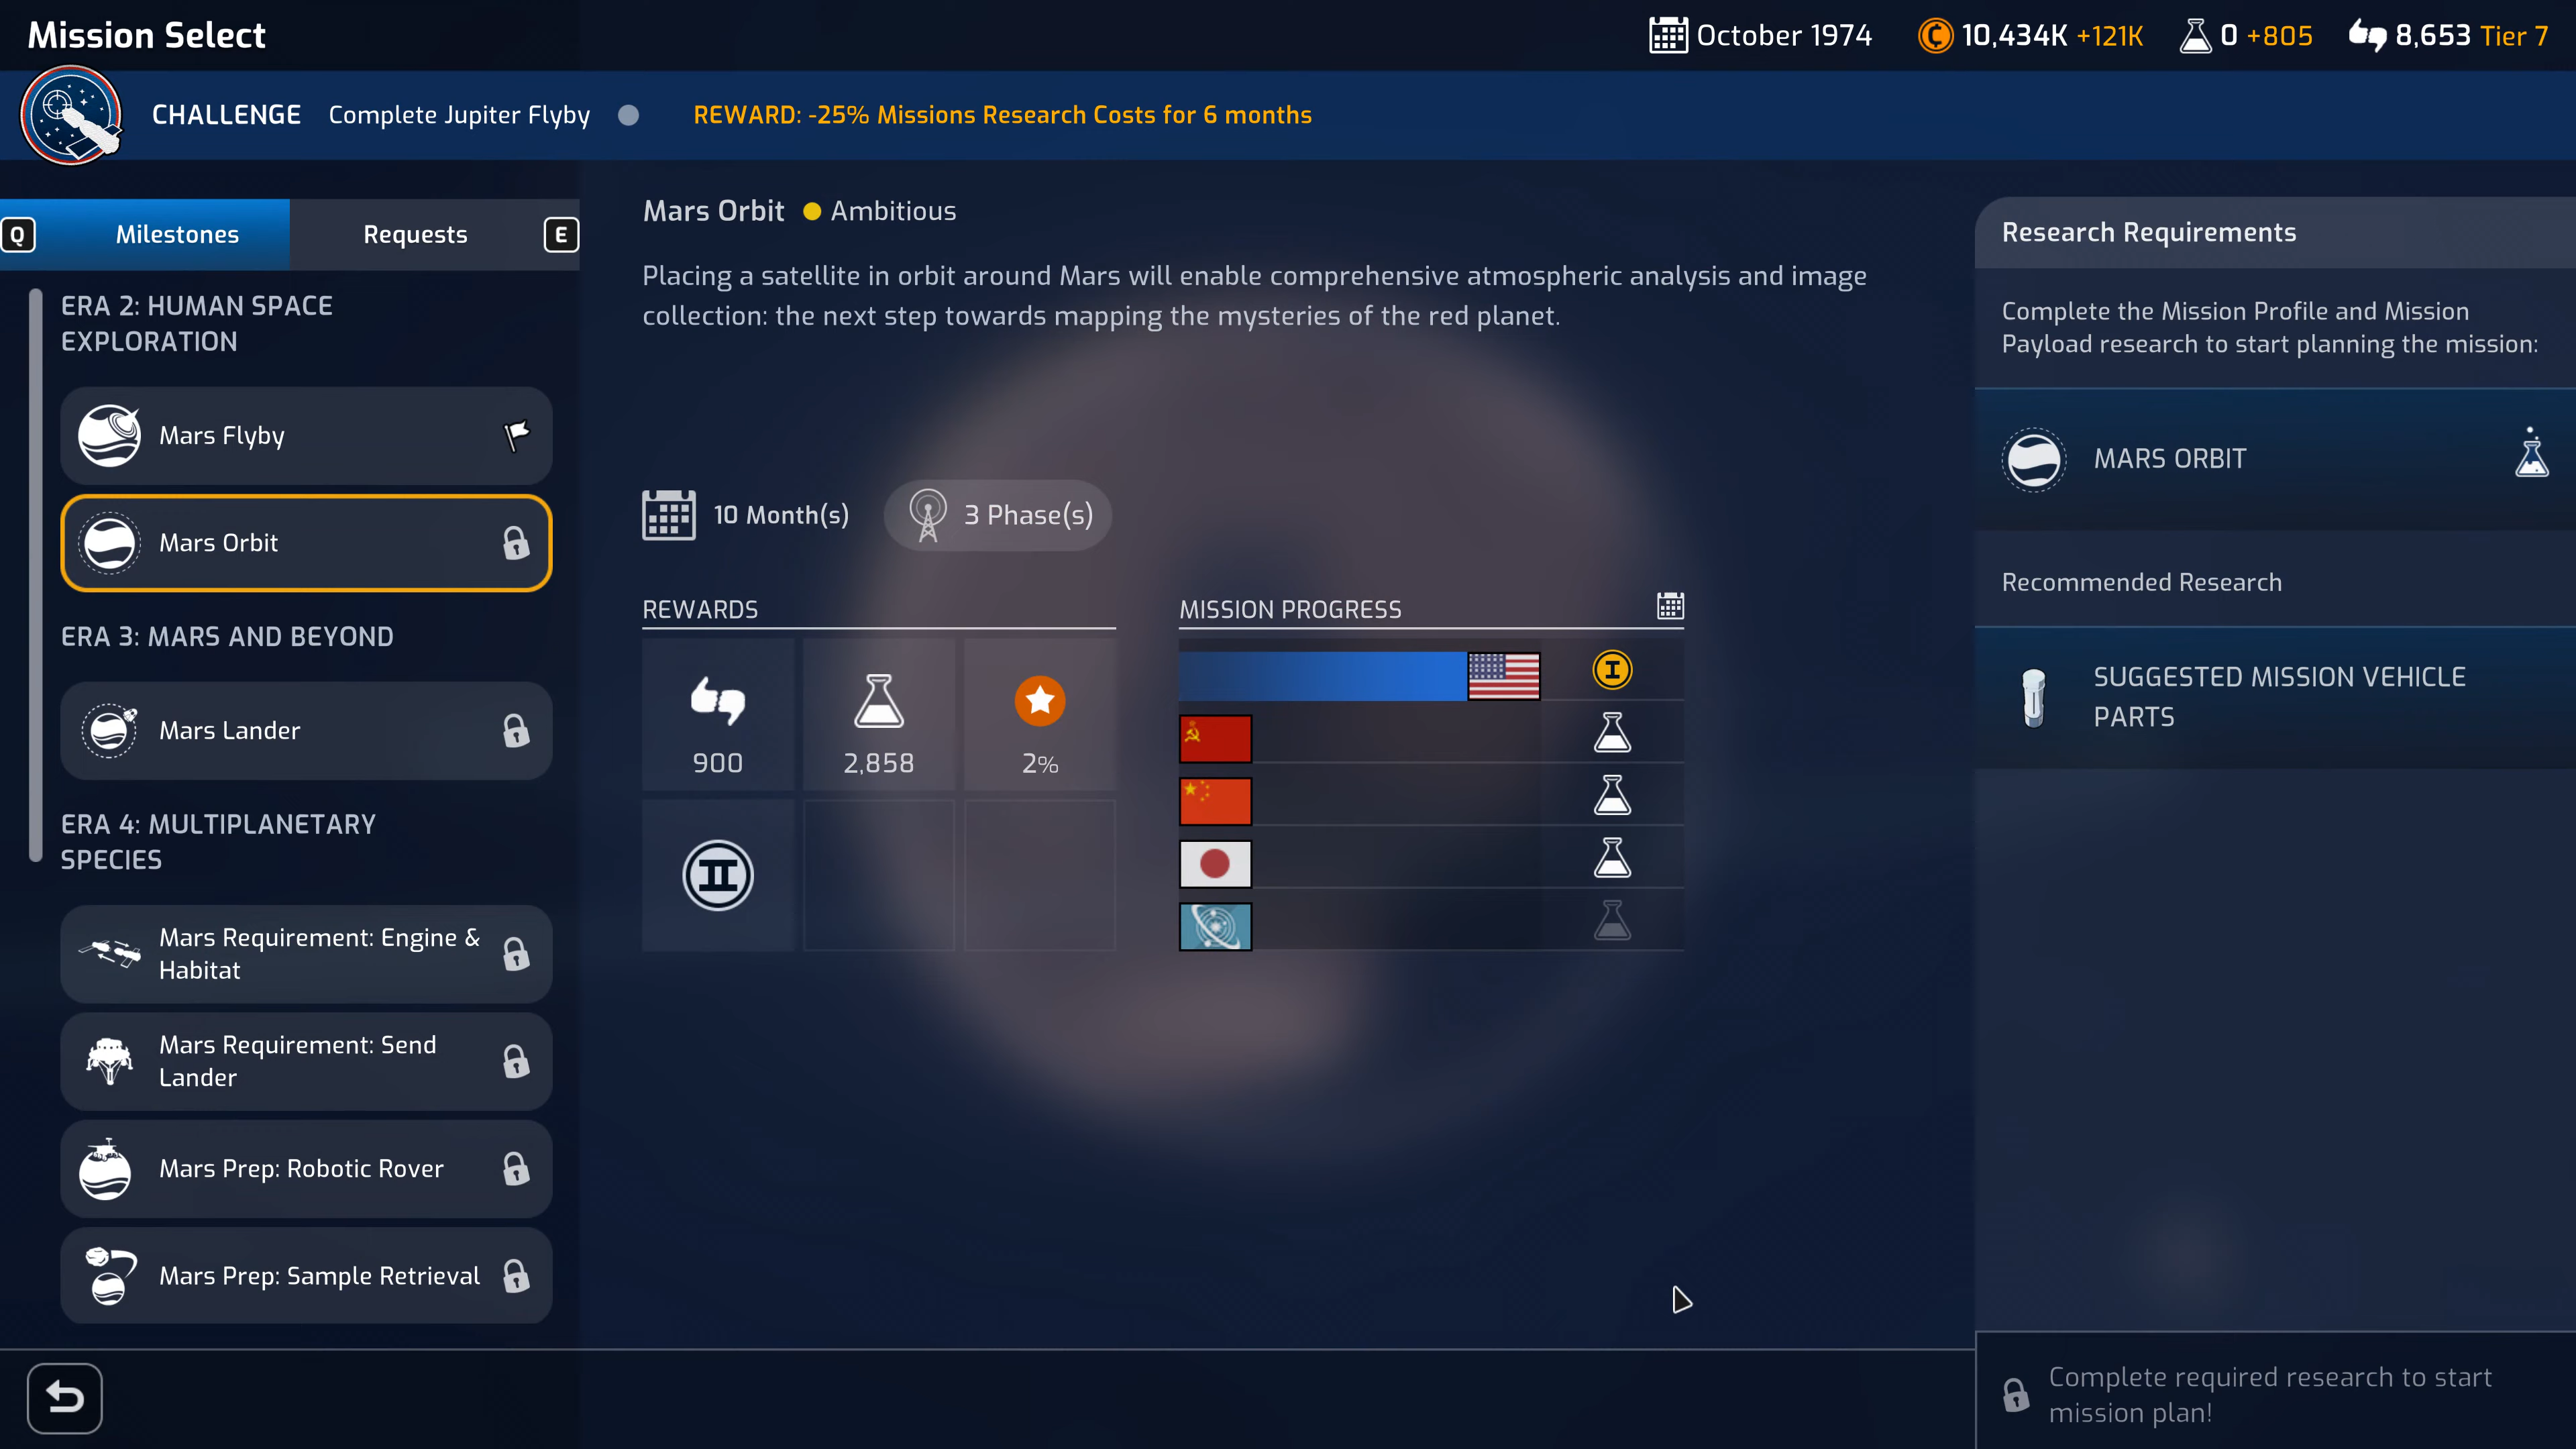 Mission Select
October 1974
10,434K +121K
0 +805
8,653 Tier 7
CHALLENGE Complete Jupiter Flyby
REWARD: -25% Missions Research Costs for 6 months
Q Milestones
Requests E
ERA 2: HUMAN SPACE
EXPLORATION
Mars Flyby
Mars Orbit
ERA 3: MARS AND BEYOND
Mars Lander
ERA 4: MULTIPLANETARY
SPECIES
Mars Requirement: Engine &
Habitat
Mars Requirement: Send
Lander
Mars Prep: Robotic Rover
Mars Prep: Sample Retrieval
Mars Orbit Ambitious
Placing a satellite in orbit around Mars will enable comprehensive atmospheric analysis and image
collection: the next step towards mapping the mysteries of the red planet.
10 Month(s)
3 Phase(s)
REWARDS
900
2,858
2%
II
MISSION PROGRESS
I
Research Requirements
Complete the Mission Profile and Mission
Payload research to start planning the mission:
MARS ORBIT
Recommended Research
SUGGESTED MISSION VEHICLE
PARTS
Complete required research to start
mission plan!